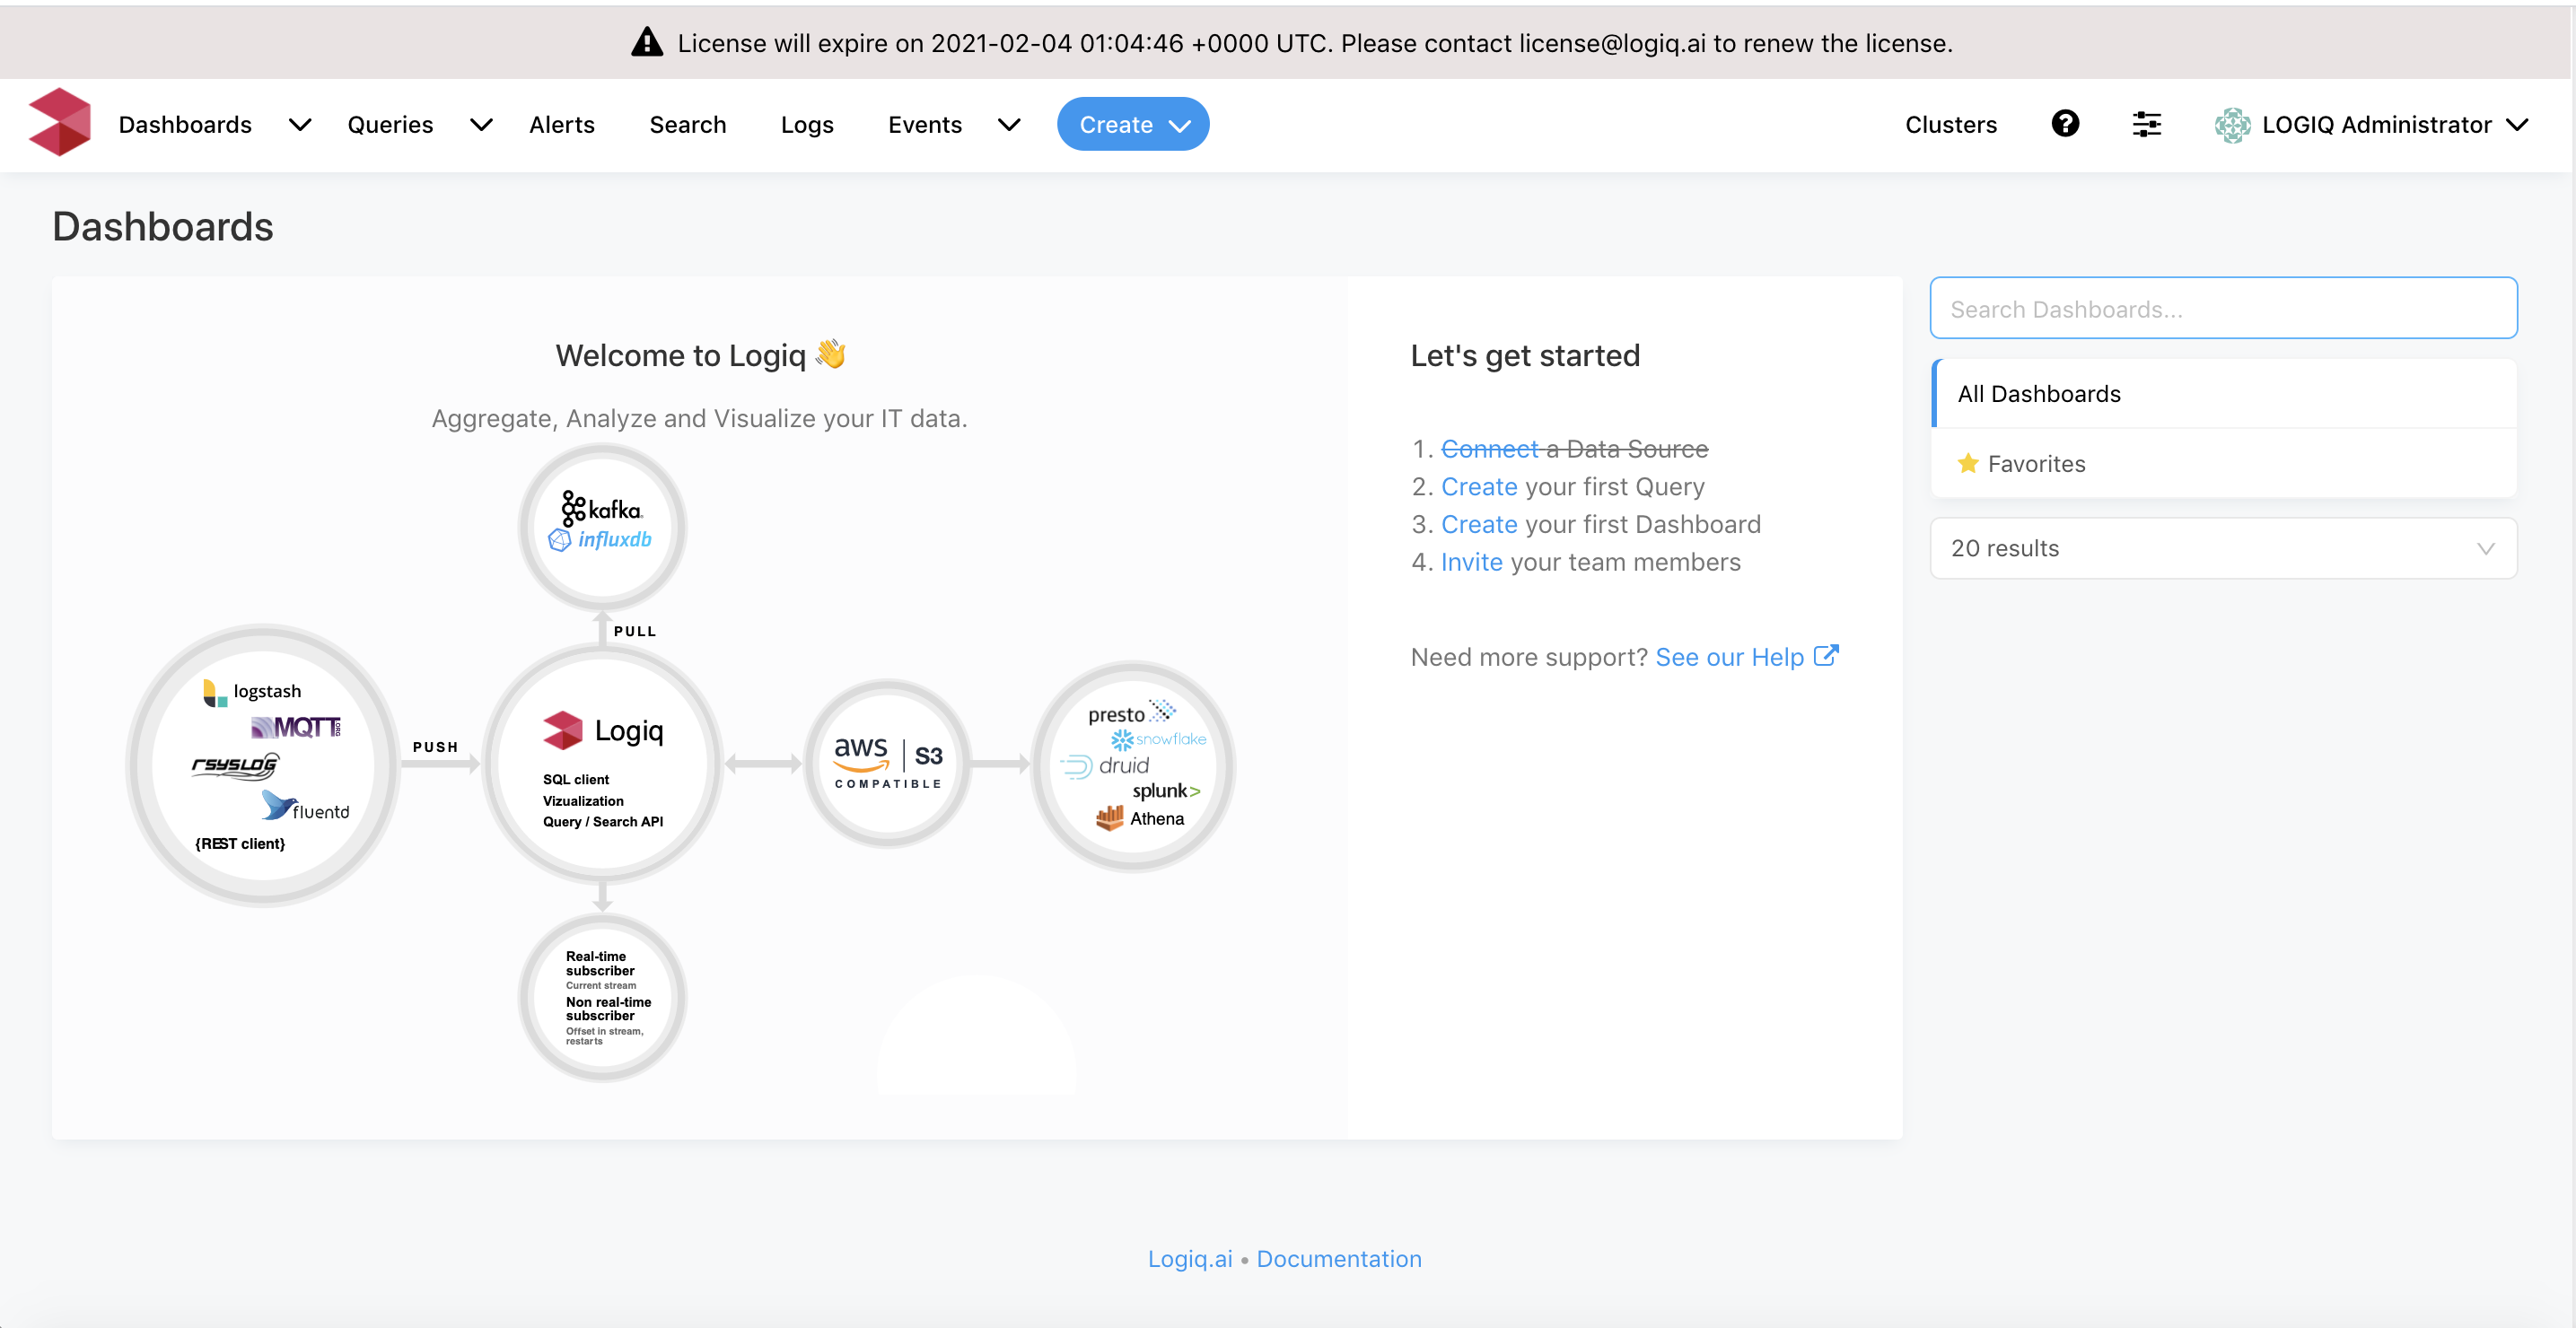 License will expire on 2021-02-04 01:04:46 +0000 UTC. Please contact license@logiq.ai to renew the license.
Dashboards Queries Alerts Search Logs Events Create Clusters LOGIQ Administrator
Dashboards
Welcome to Logiq 👋
Aggregate, Analyze and Visualize your IT data.
kafka
influxdb
PULL
logstash
MQTT.ORG
RSYSLOG
fluentd
{REST client}
PUSH
Logiq
SQL client
Vizualization
Query / Search API
aws | S3
COMPATIBLE
presto
snowflake
druid
splunk>
Athena
Real-time
subscriber
Current stream
Non real-time
subscriber
Offset in stream,
restarts
Let's get started
1. Connect a Data Source
2. Create your first Query
3. Create your first Dashboard
4. Invite your team members
Need more support? See our Help
Search Dashboards...
All Dashboards
Favorites
20 results
Logiq.ai • Documentation